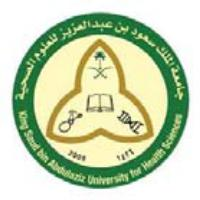 جامعة الملك سعود بن عبدالعزيز للعلوم الصحية
2005 ١٤٢٦
King Saud bin Abdulaziz University for Health Sciences